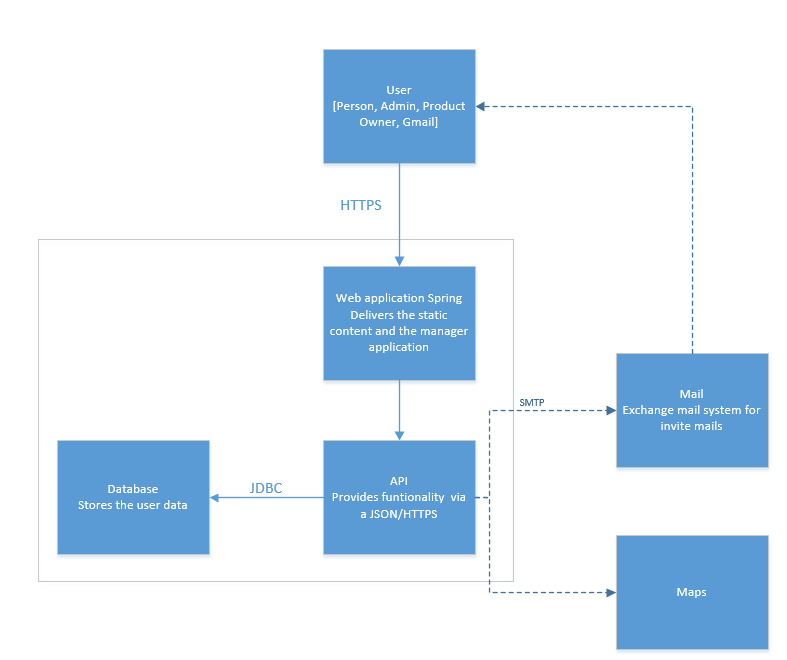 User
[Person, Admin, Product
Owner, Gmail]
HTTPS
Web application Spring
Delivers the static
content and the manager
application
Mail
Exchange mail system for
invite mails
SMTP
Database
Stores the user data
JDBC
API
Provides funtionality via
a JSON/HTTPS
Maps